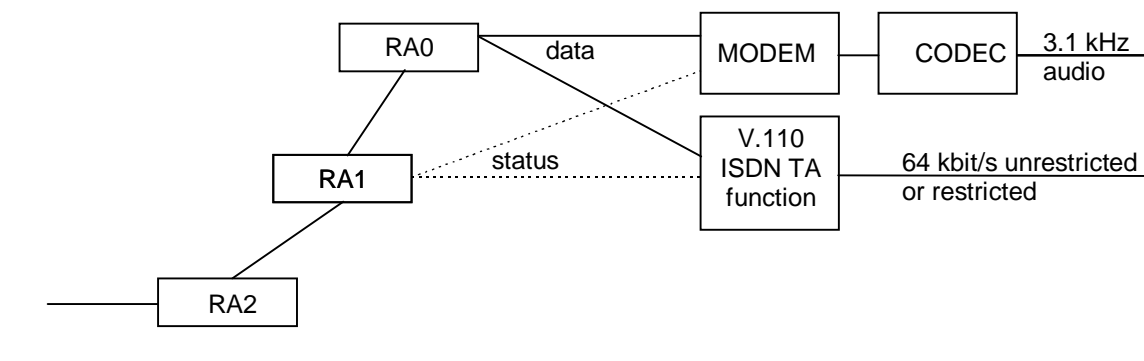 RA0
data
MODEM
CODEC
3.1 kHz
audio
RA1
status
V.110
ISDN TA
function
64 kbit/s unrestricted
or restricted
RA2